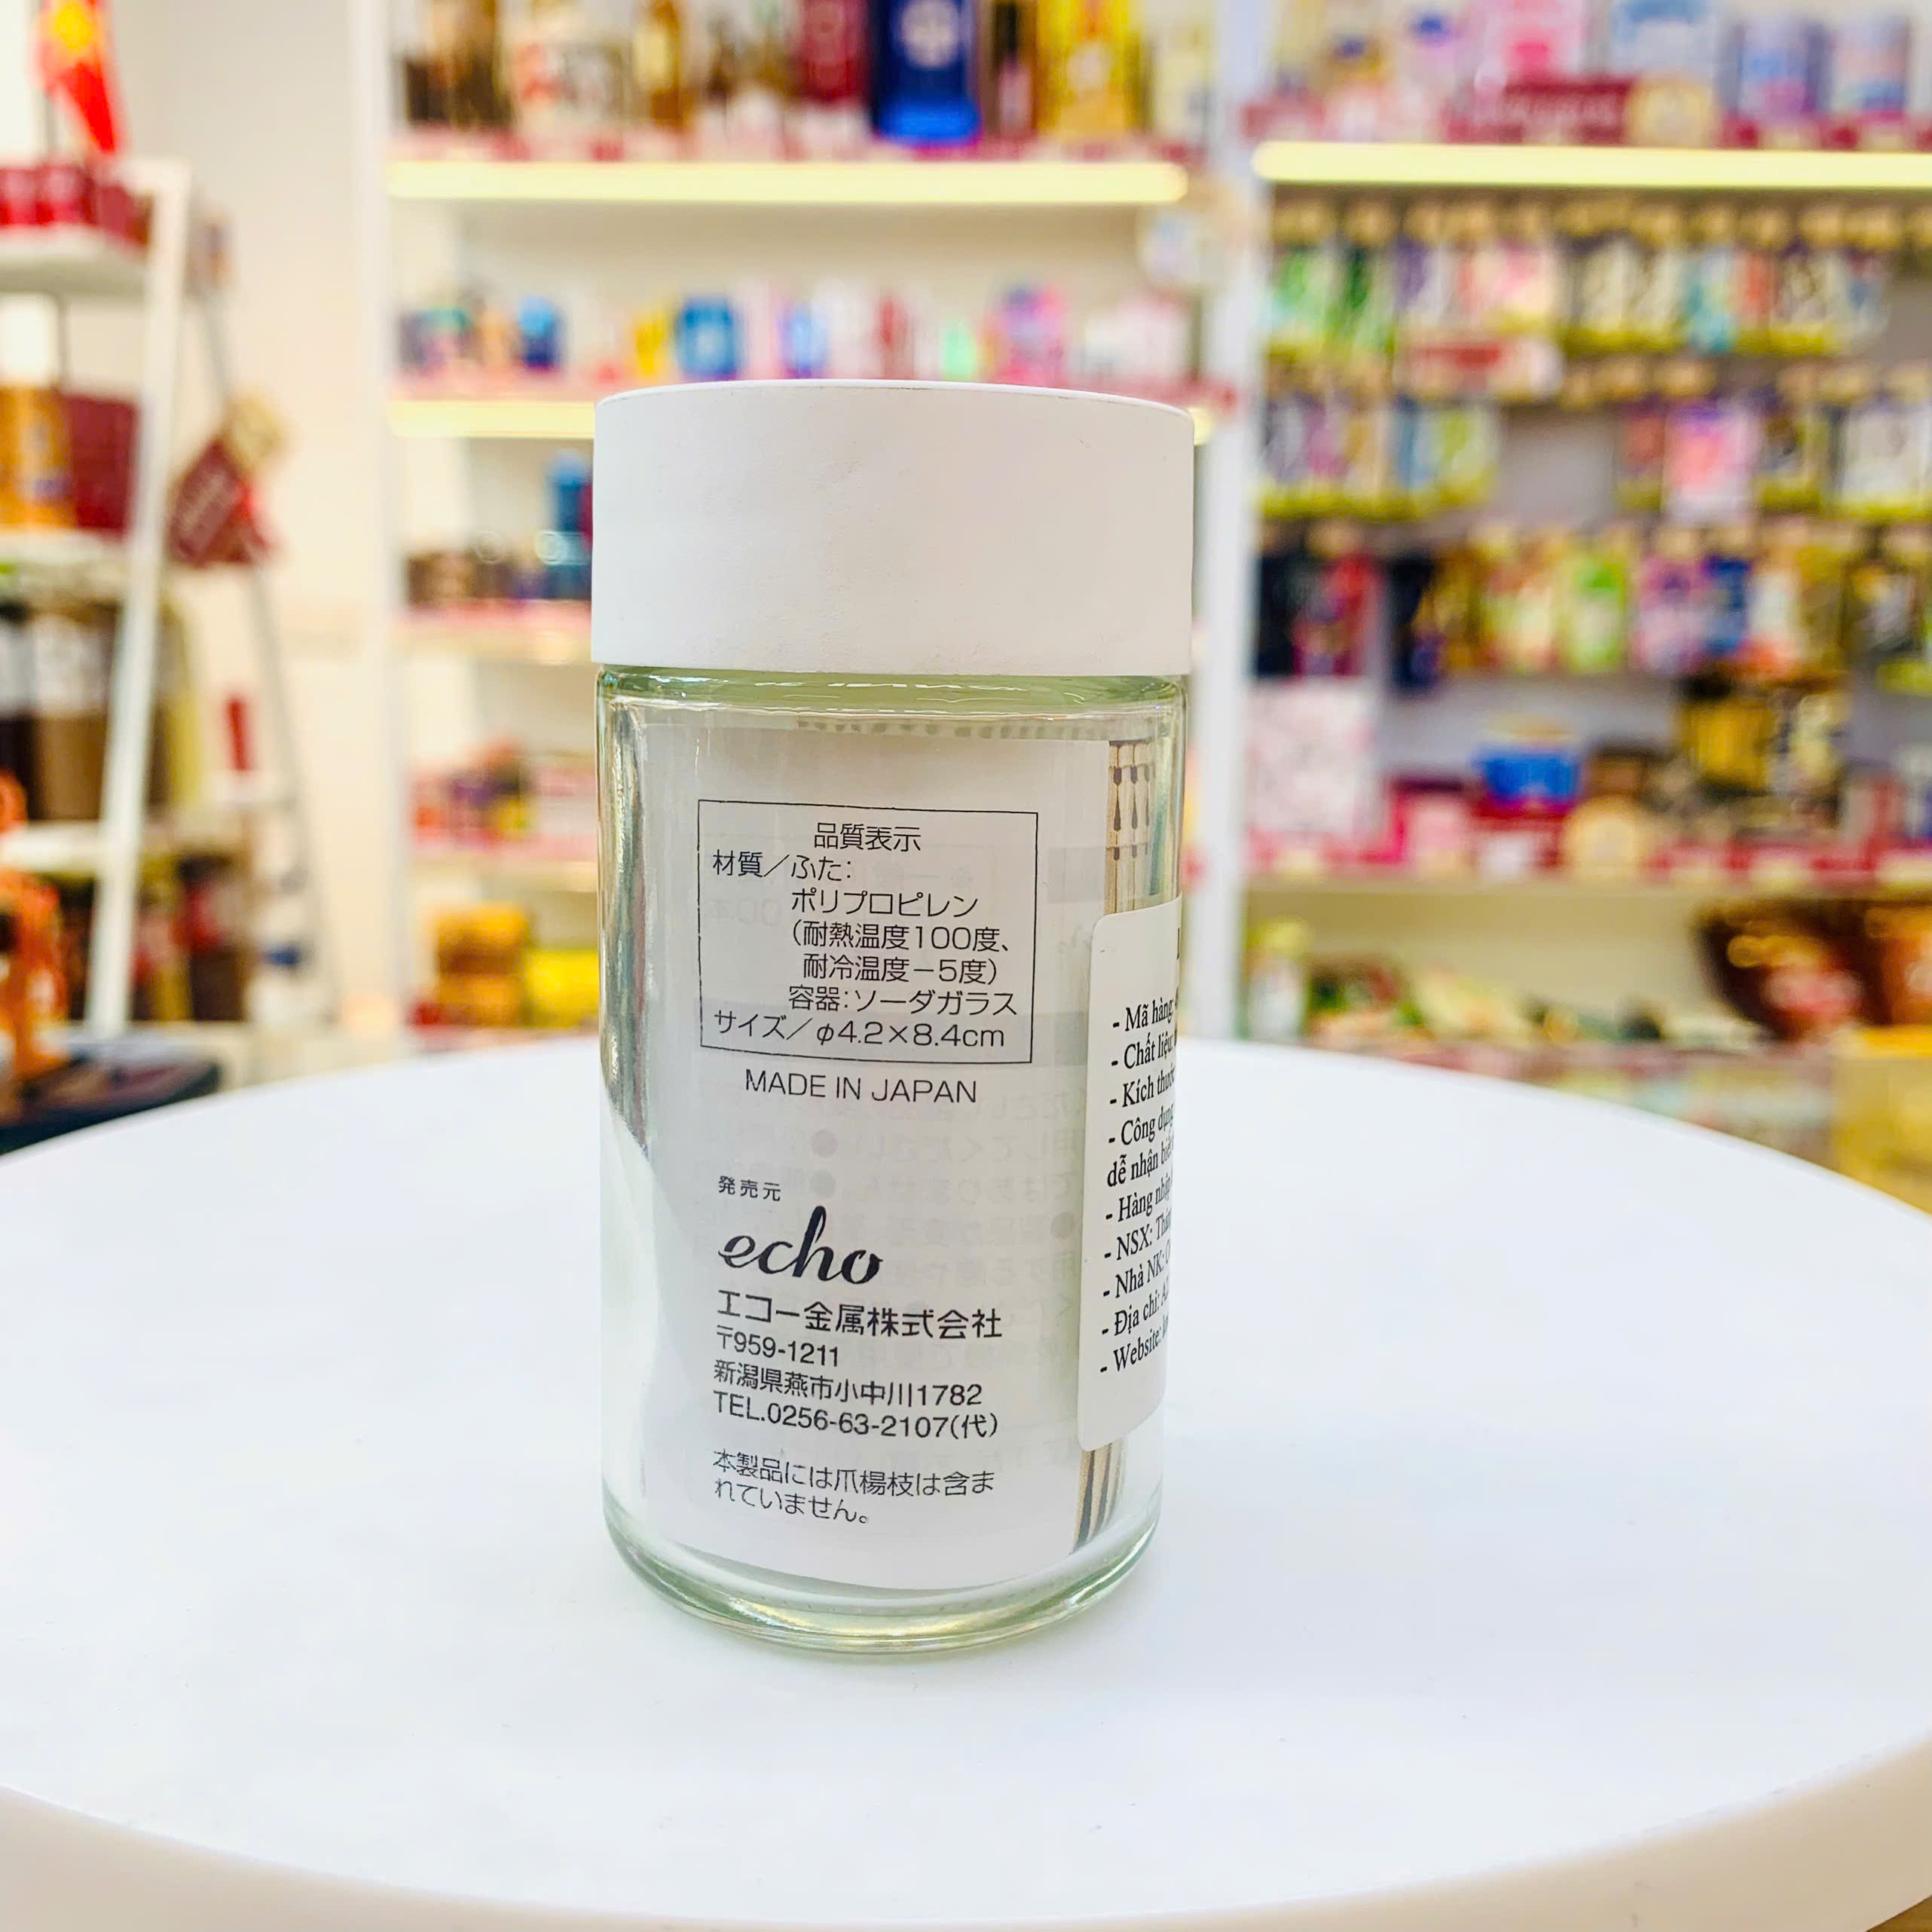 品質表示
材質／ふた：
ポリプロピレン
（耐熱温度100度、
耐冷温度－5度）
容器：ソーダガラス
サイズ／φ4.2×8.4cm
MADE IN JAPAN
発売元
echo
エコー金属株式会社
〒959-1211
新潟県燕市小中川1782
TEL.0256-63-2107(代)
本製品には爪楊枝は含ま
れていません。
- Mã hàng:
- Chất liệu:
- Kích thước
- Công dụng:
dễ nhận biết
- Hàng nhập
- NSX:
- Nhà NK:
- Địa chỉ:
- Website: